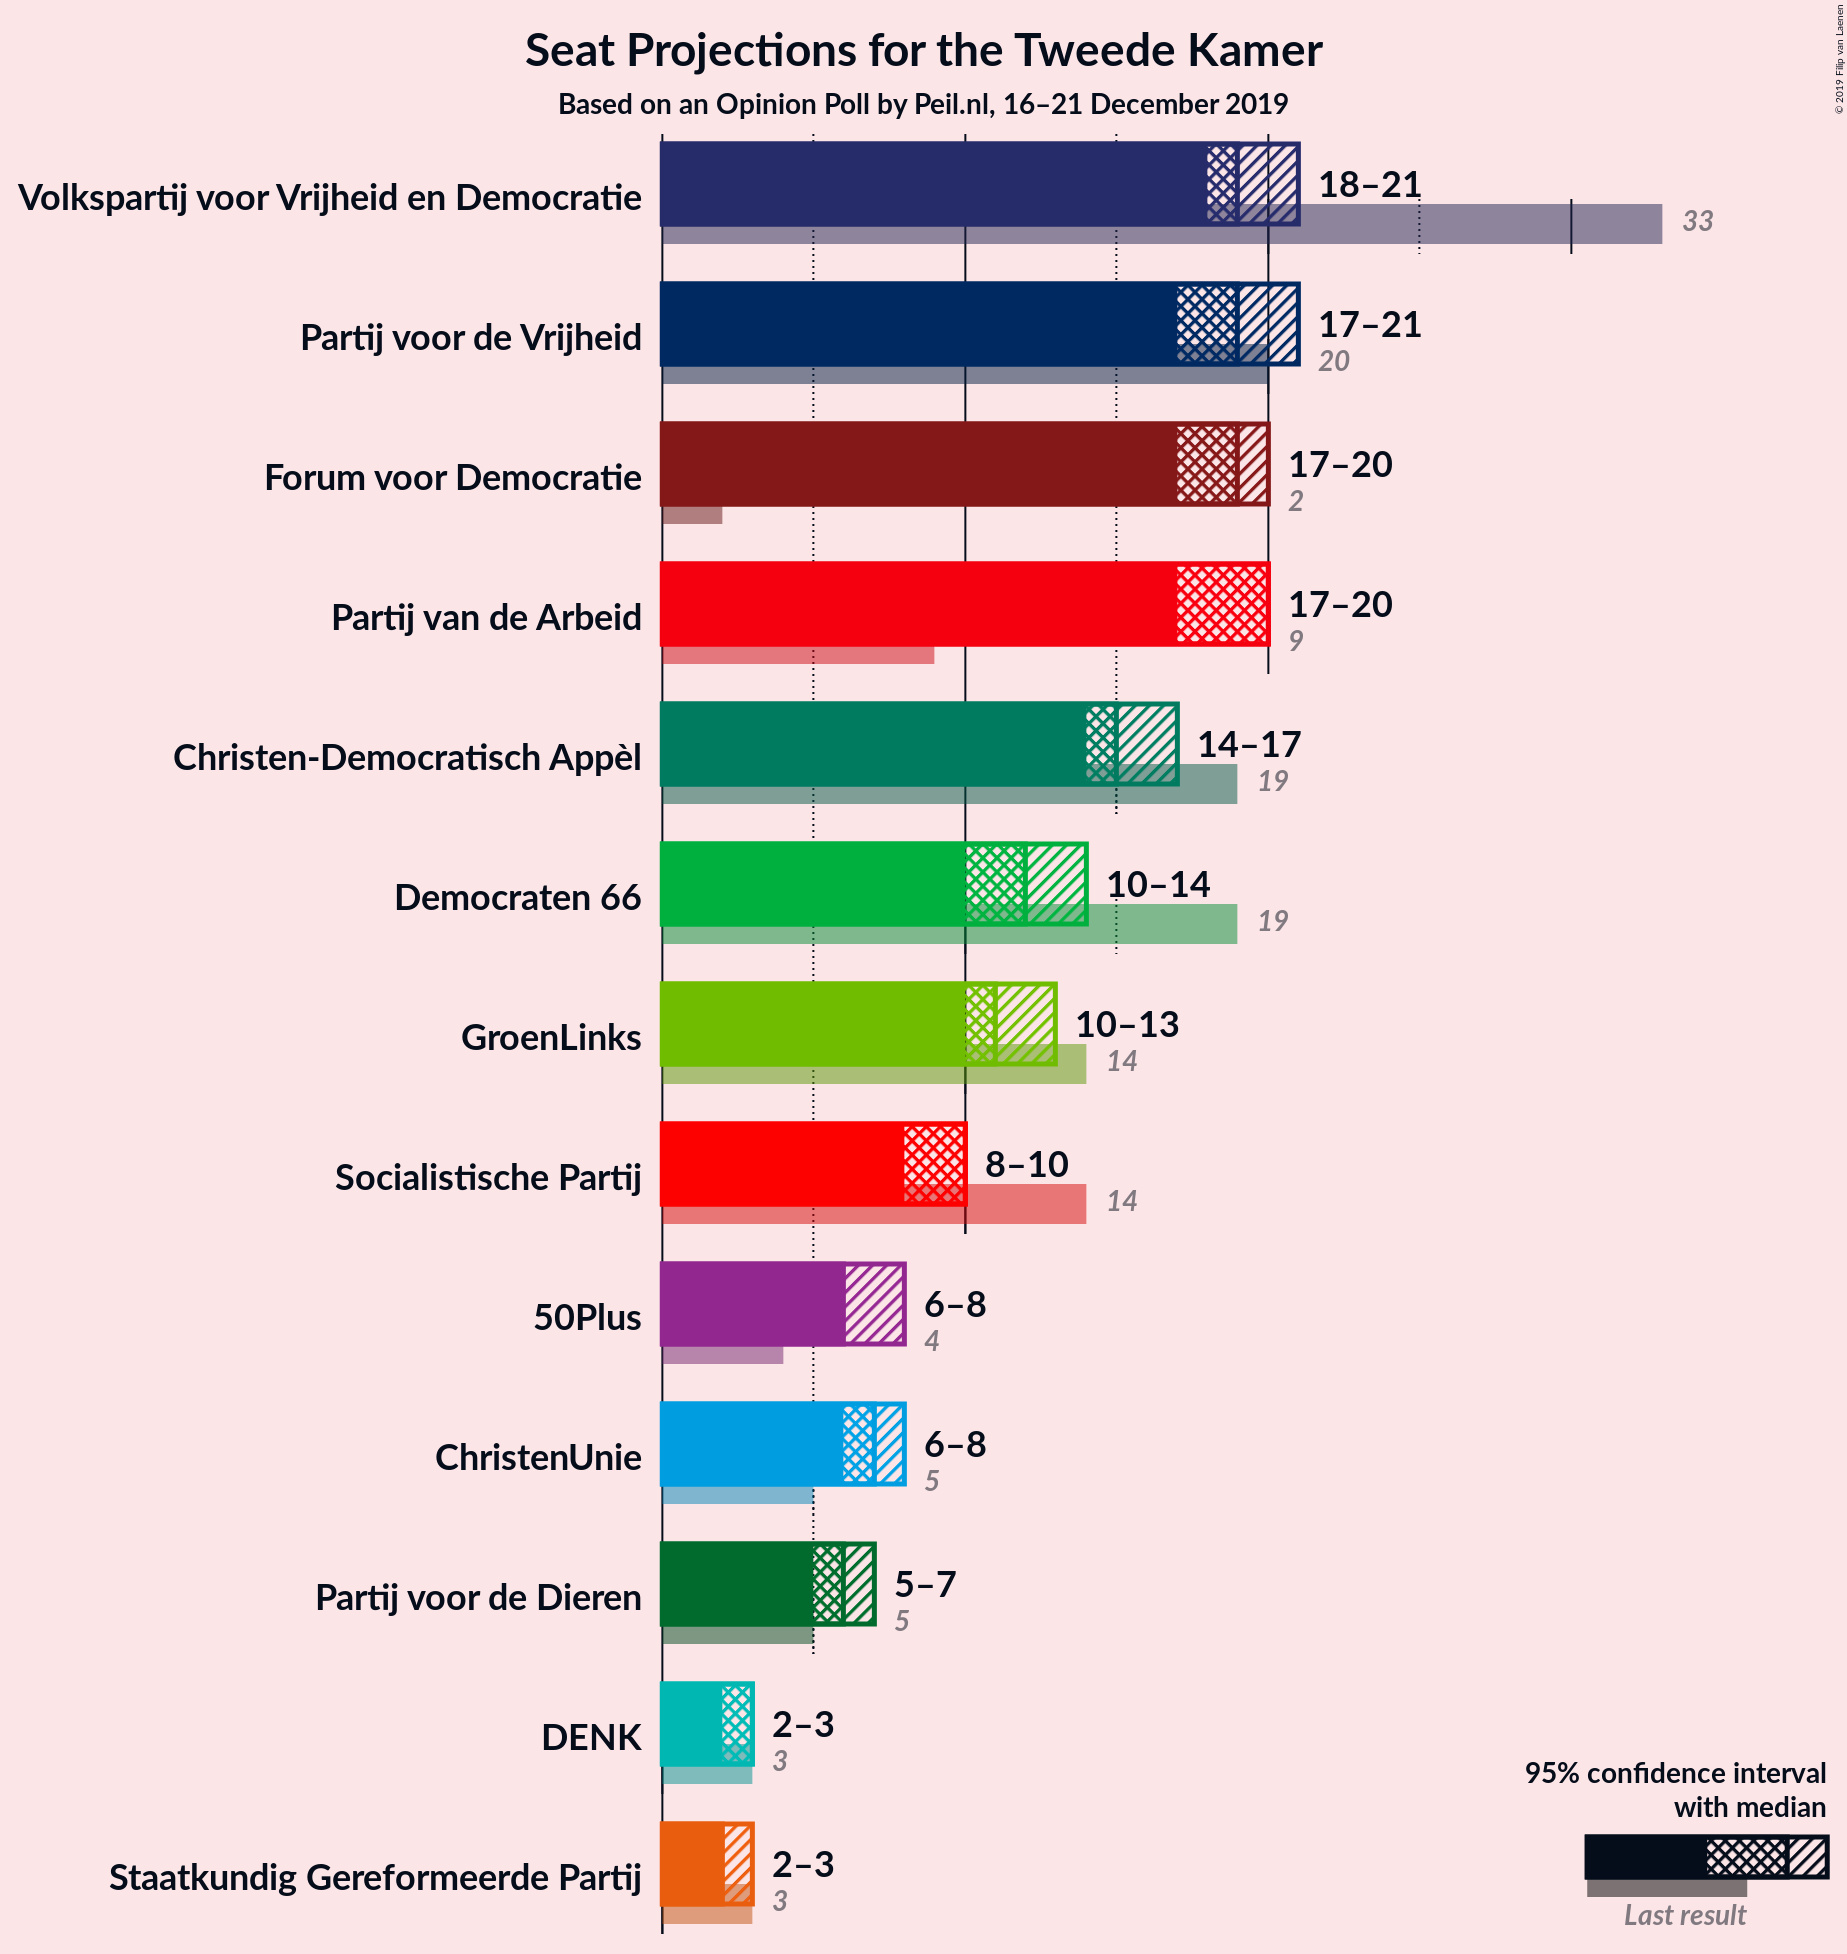 Seat Projections for the Tweede Kamer
Based on an Opinion Poll by Peil.nl, 16–21 December 2019
© 2019 Filip van Laenen
Volkspartij voor Vrijheid en Democratie
18–21
33
Partij voor de Vrijheid
17–21
20
Forum voor Democratie
17–20
2
Partij van de Arbeid
17–20
9
Christen-Democratisch Appèl
14–17
19
Democraten 66
10–14
19
GroenLinks
10–13
14
Socialistische Partij
8–10
14
50Plus
6–8
4
ChristenUnie
6–8
5
Partij voor de Dieren
5–7
5
DENK
2–3
3
Staatkundig Gereformeerde Partij
2–3
3
95% confidence interval
with median
Last result